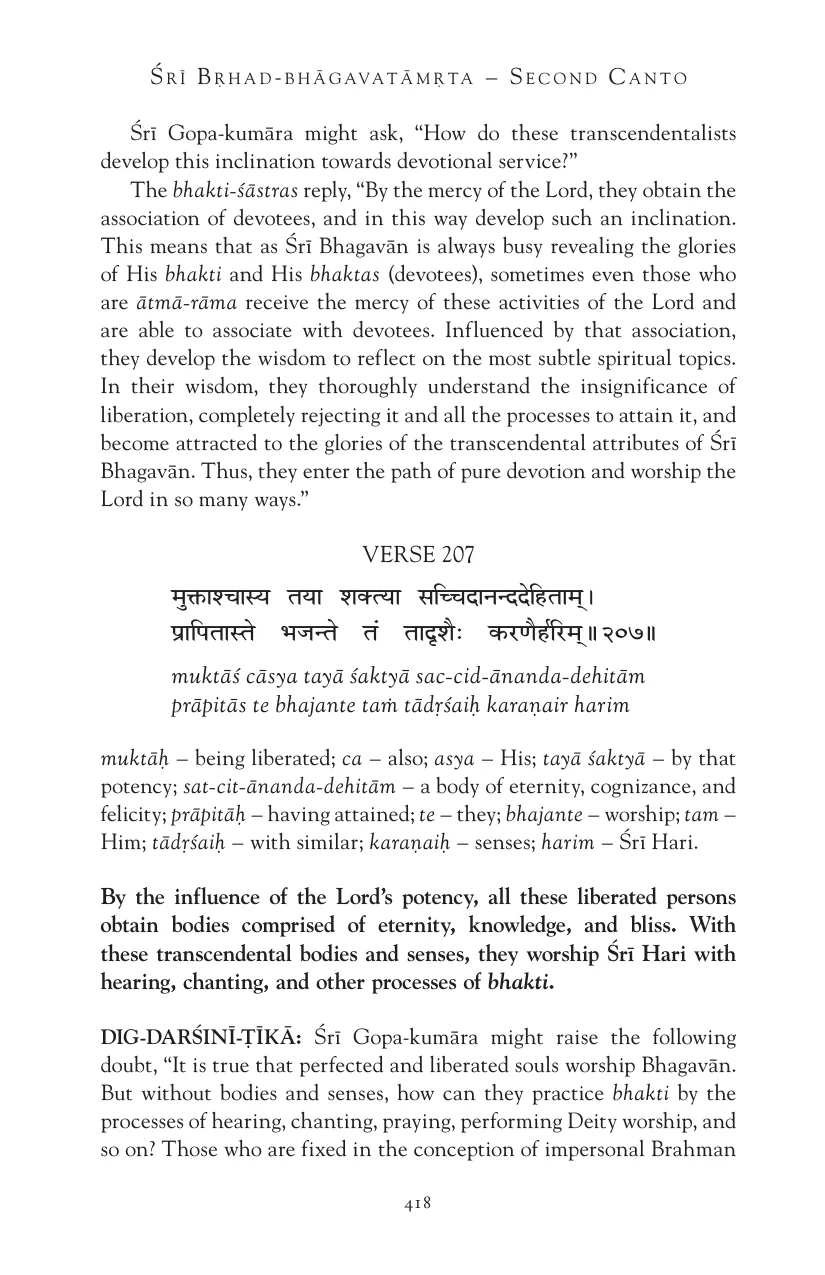 ŚRĪ BṚHAD-BHĀGAVATĀMṚTA – SECOND CANTO
Śrī Gopa-kumāra might ask, “How do these transcendentalists
develop this inclination towards devotional service?”
The bhakti-śāstras reply, “By the mercy of the Lord, they obtain the
association of devotees, and in this way develop such an inclination.
This means that as Śrī Bhagavān is always busy revealing the glories
of His bhakti and His bhaktas (devotees), sometimes even those who
are ātmā-rāma receive the mercy of these activities of the Lord and
are able to associate with devotees. Influenced by that association,
they develop the wisdom to reflect on the most subtle spiritual topics.
In their wisdom, they thoroughly understand the insignificance of
liberation, completely rejecting it and all the processes to attain it, and
become attracted to the glories of the transcendental attributes of Śrī
Bhagavān. Thus, they enter the path of pure devotion and worship the
Lord in so many ways.”
VERSE 207
मुक्ताश्चास्य तया शक्त्या सच्चिदानन्ददेहिताम्।
प्रापितास्ते भजन्ते तं तादृशैः करणैर्हरिम्॥२०७॥
muktāś cāsya tayā śaktyā sac-cid-ānanda-dehitām
prāpitās te bhajante taṁ tādṛśaiḥ karaṇair harim
muktāḥ – being liberated; ca – also; asya – His; tayā śaktyā – by that
potency; sat-cit-ānanda-dehitām – a body of eternity, cognizance, and
felicity; prāpitāḥ – having attained; te – they; bhajante – worship; tam –
Him; tādṛśaiḥ – with similar; karaṇaiḥ – senses; harim – Śrī Hari.
By the influence of the Lord’s potency, all these liberated persons
obtain bodies comprised of eternity, knowledge, and bliss. With
these transcendental bodies and senses, they worship Śrī Hari with
hearing, chanting, and other processes of bhakti.
DIG-DARŚINĪ-ṬĪKĀ: Śrī Gopa-kumāra might raise the following
doubt, “It is true that perfected and liberated souls worship Bhagavān.
But without bodies and senses, how can they practice bhakti by the
processes of hearing, chanting, praying, performing Deity worship, and
so on? Those who are fixed in the conception of impersonal Brahman
418